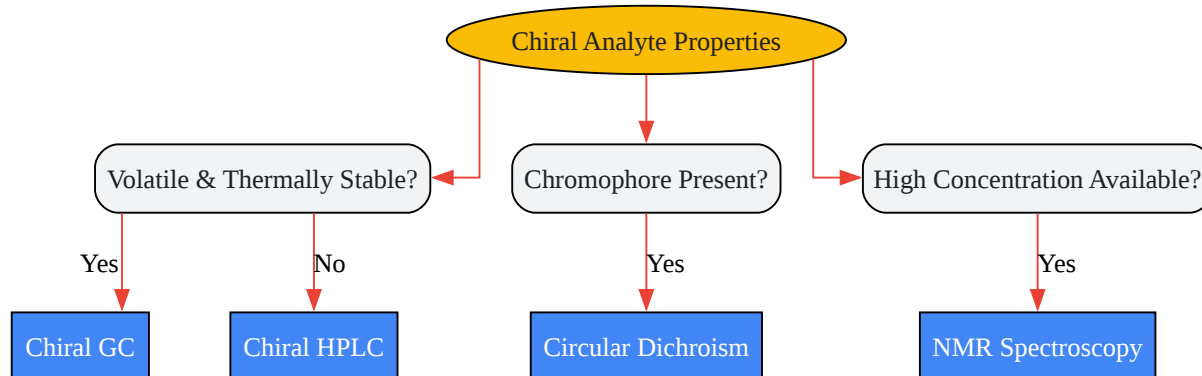 Chiral Analyte Properties
Volatile & Thermally Stable?
Chromophore Present?
High Concentration Available?
Yes
No
Yes
Yes
Chiral GC
Chiral HPLC
Circular Dichroism
NMR Spectroscopy